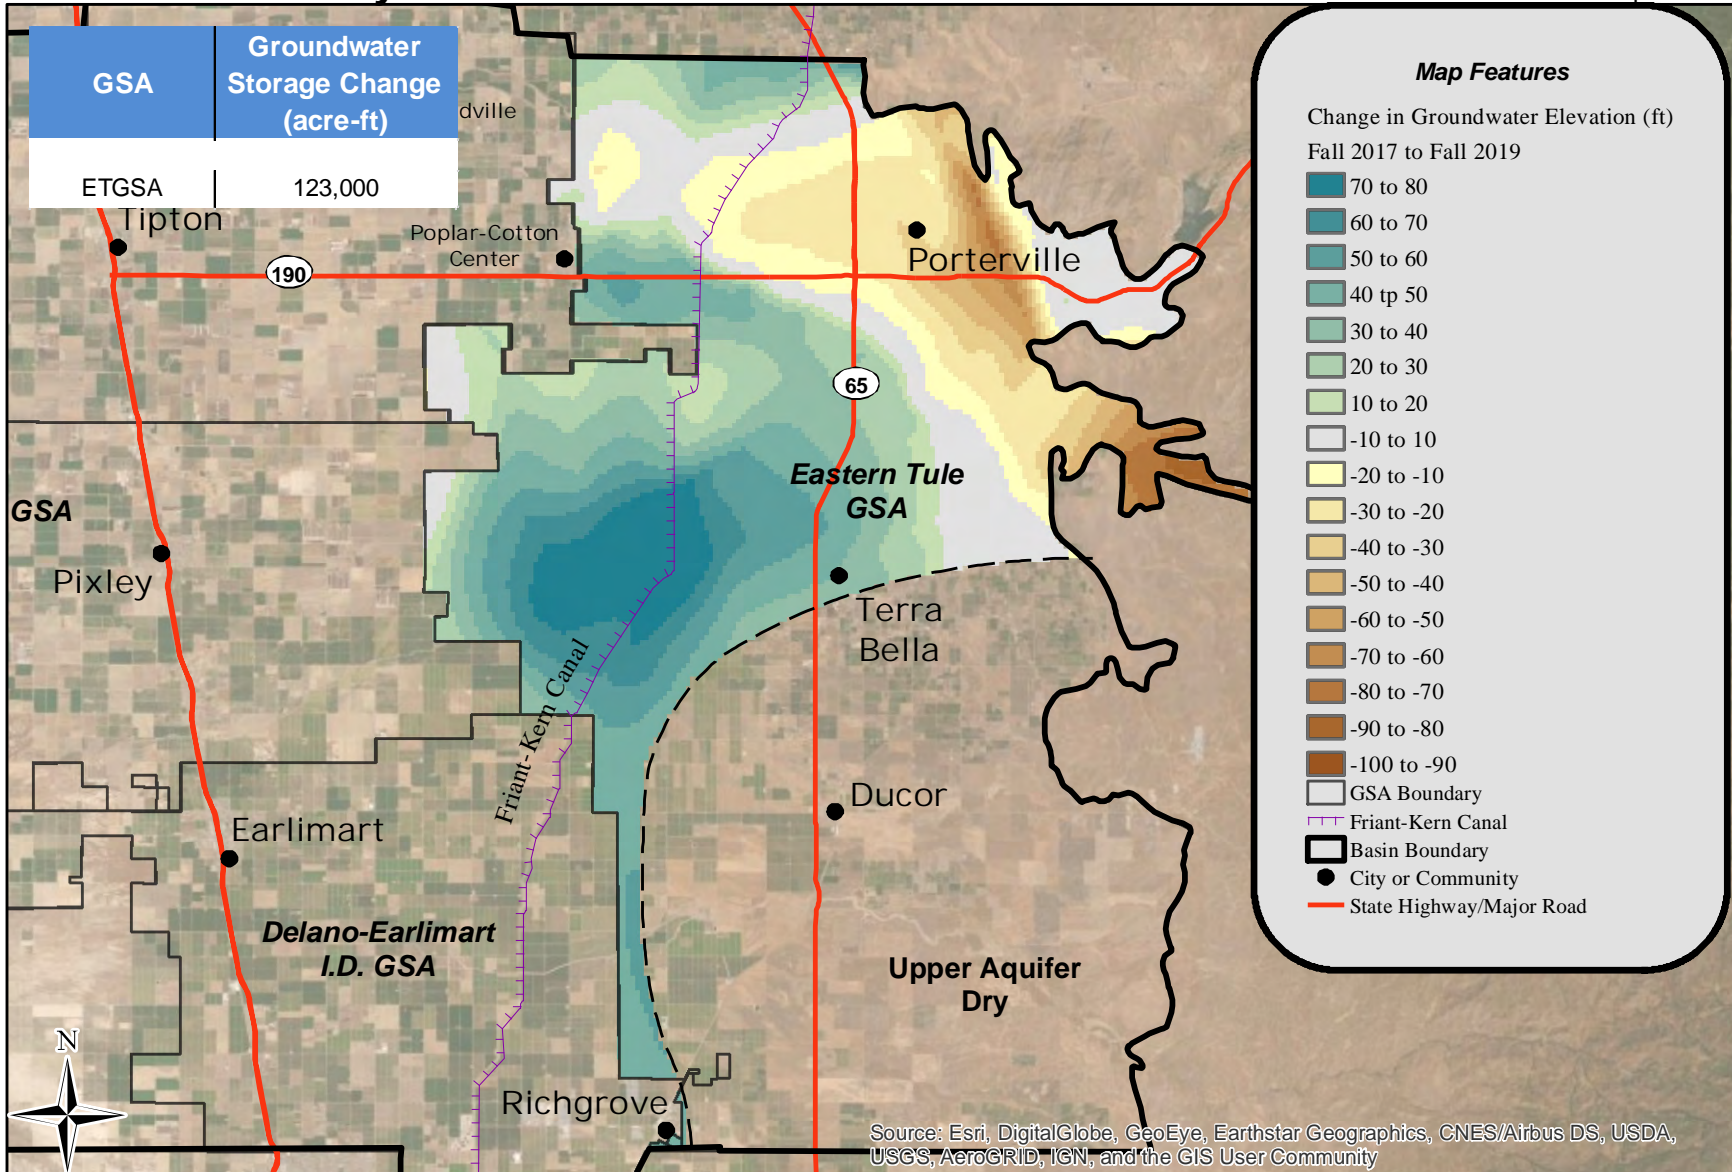 GSA
Groundwater
Storage Change
(acre-ft)
ETGSA
123,000
dville
Tipton
Poplar-Cotton
Center
190
Porterville
65
Eastern Tule
GSA
GSA
Pixley
Terra
Bella
Friant-Kern Canal
Ducor
Earlimart
Delano-Earlimart
I.D. GSA
Upper Aquifer
Dry
N
Richgrove
Source: Esri, DigitalGlobe, GeoEye, Earthstar Geographics, CNES/Airbus DS, USDA,
USGS, AeroGRID, IGN, and the GIS User Community
Map Features
Change in Groundwater Elevation (ft)
Fall 2017 to Fall 2019
70 to 80
60 to 70
50 to 60
40 tp 50
30 to 40
20 to 30
10 to 20
-10 to 10
-20 to -10
-30 to -20
-40 to -30
-50 to -40
-60 to -50
-70 to -60
-80 to -70
-90 to -80
-100 to -90
GSA Boundary
Friant-Kern Canal
Basin Boundary
City or Community
State Highway/Major Road